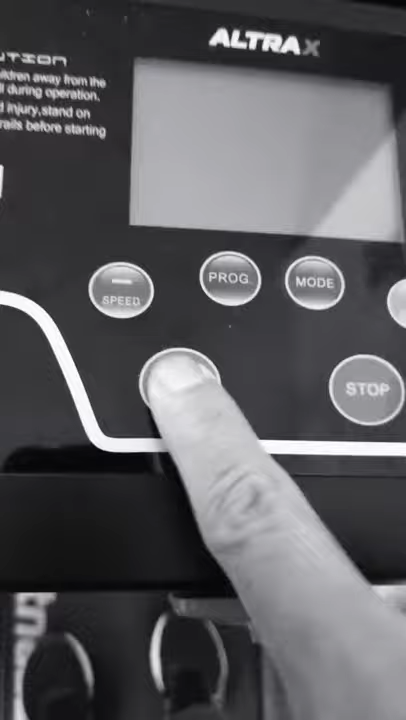 ALTRAX
UTION
ildren away from the
ll during operation.
d injury,stand on
rails before starting
SPEED
PROG.
MODE
STOP